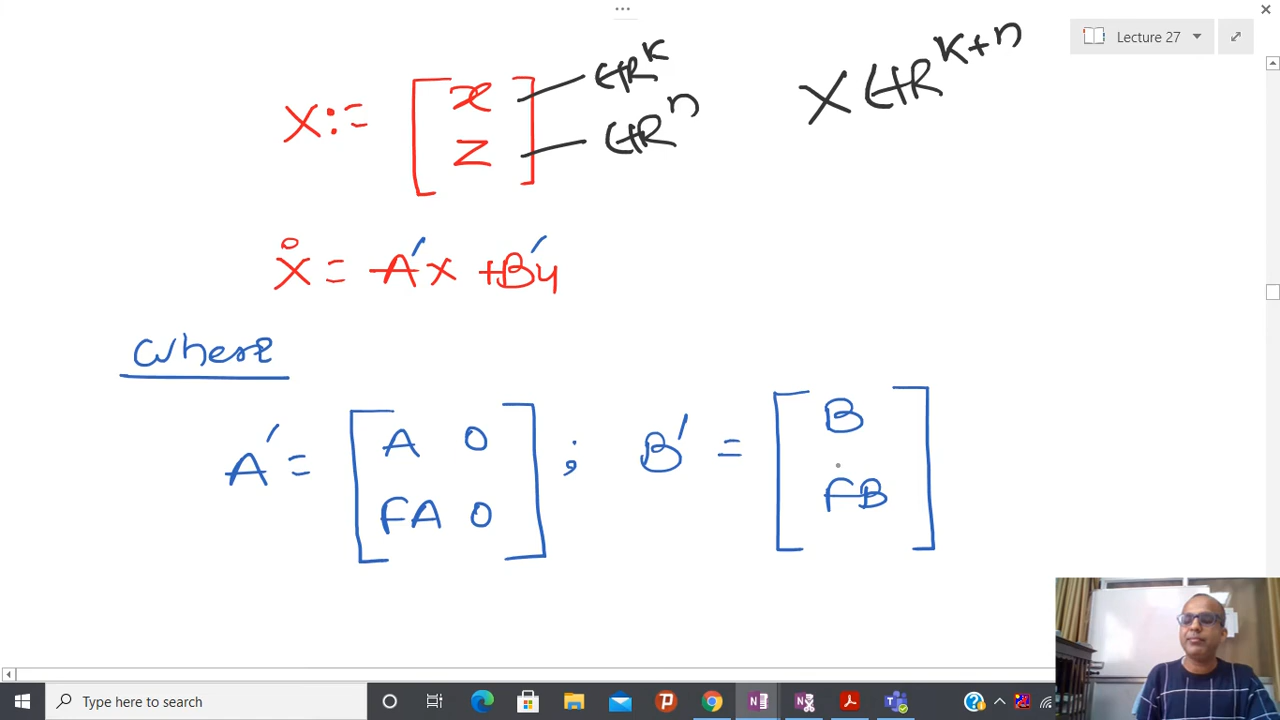 Lecture 27
X := [ x ∈ ℝ^k
z ∈ ℝ^n ]
X ∈ ℝ^{k+n}
Ẋ = A'X + B'u
where
A' = [ A 0
FA 0 ] ; B' = [ B
FB ]
Type here to search